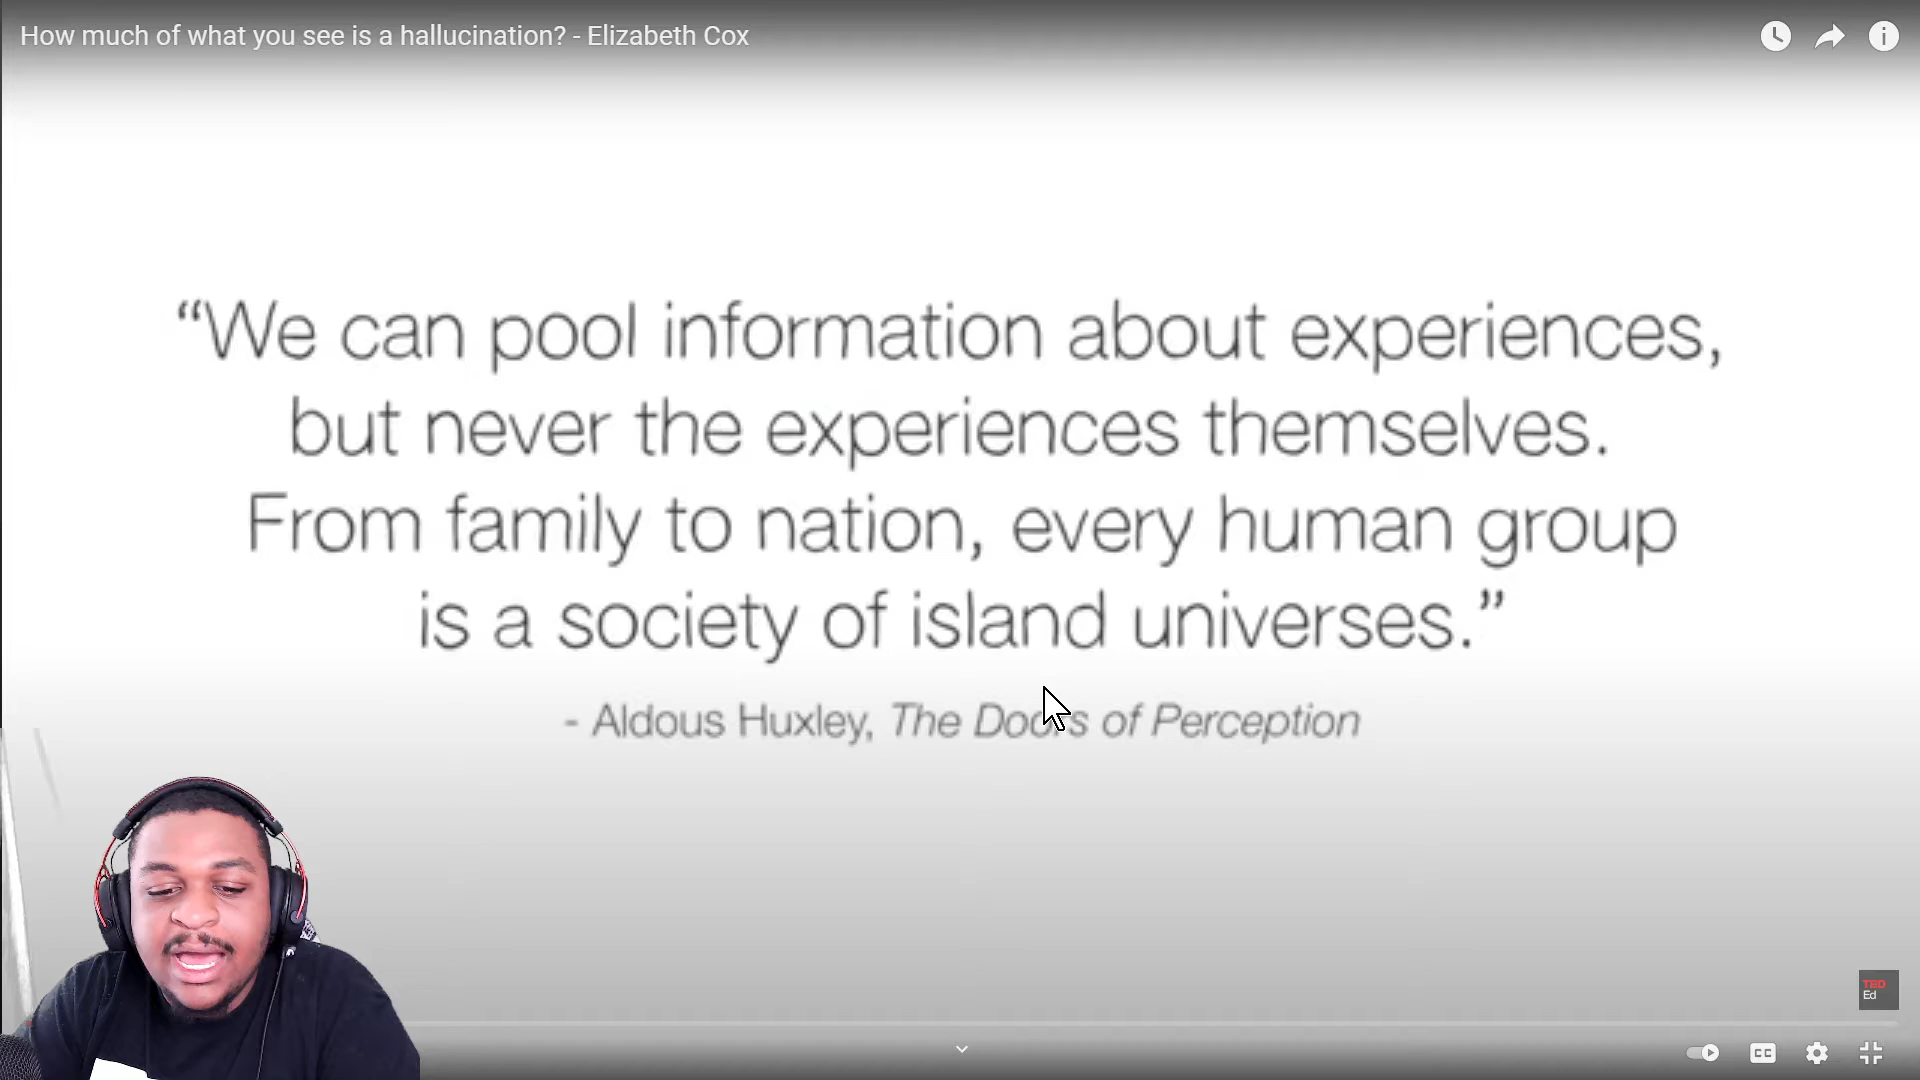 How much of what you see is a hallucination? - Elizabeth Cox
“We can pool information about experiences,
but never the experiences themselves.
From family to nation, every human group
is a society of island universes.”
- Aldous Huxley, The Doors of Perception
TED
Ed
CC